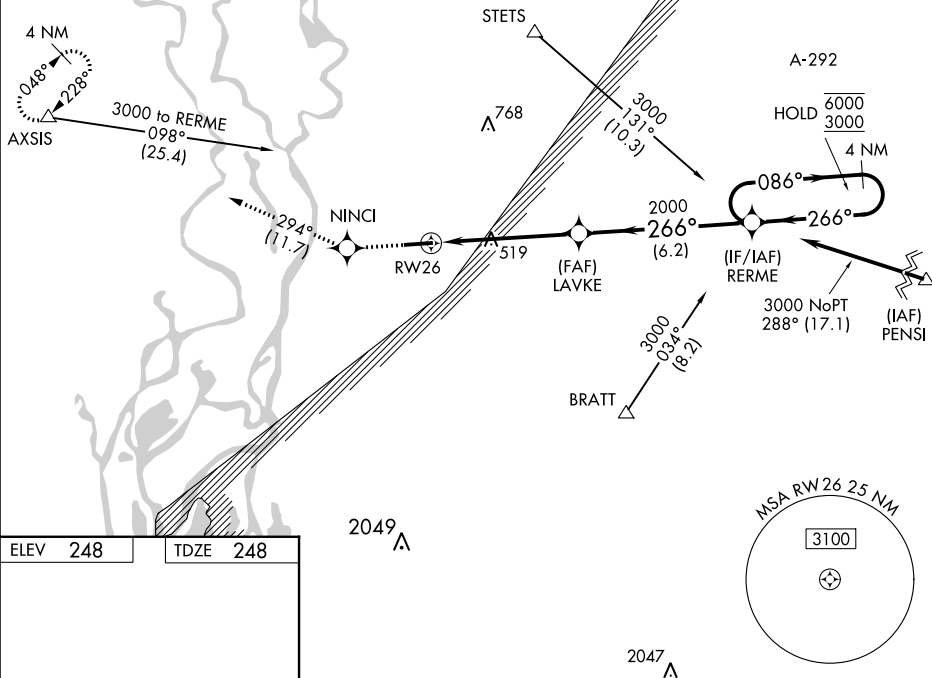 STETS
4 NM
048°
228°
AXSIS
3000 to RERME
098°
(25.4)
768
3000
131°
(10.3)
A-292
HOLD 6000
3000
4 NM
086°
266°
294°
(11.7)
NINCI
RW26
519
(FAF)
LAVKE
2000
266°
(6.2)
(IF/IAF)
RERME
3000 NoPT
288° (17.1)
(IAF)
PENSI
3000
034°
(8.2)
BRATT
2049
ELEV 248
TDZE 248
MSA RW26 25 NM
3100
2047